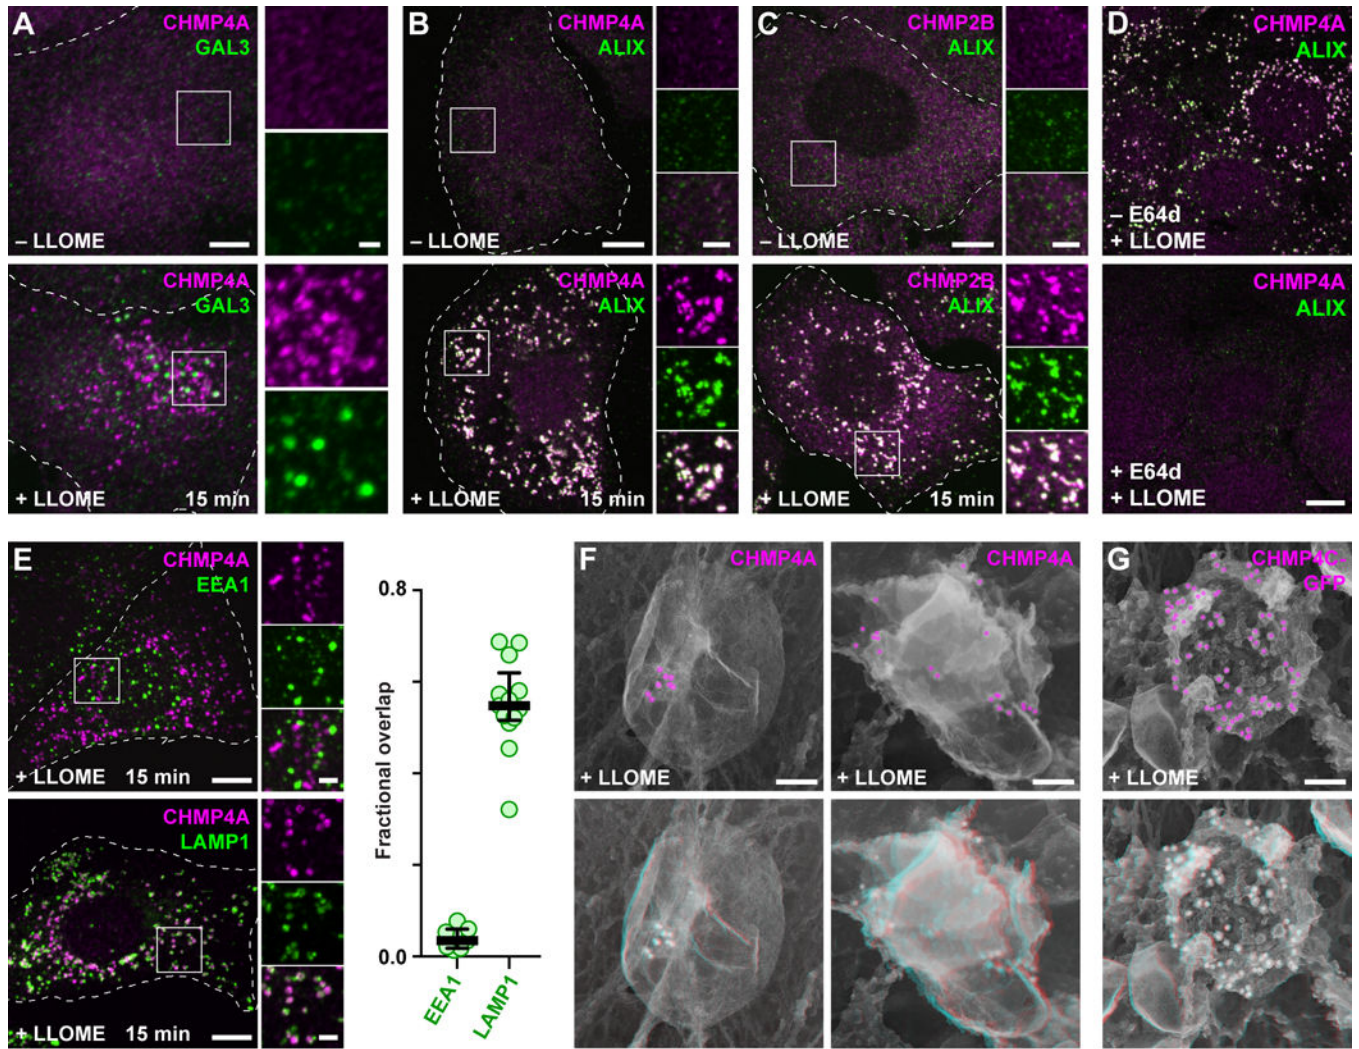 A
CHMP4A
GAL3
– LLOME
B
CHMP4A
ALIX
– LLOME
C
CHMP2B
ALIX
– LLOME
D
CHMP4A
ALIX
– E64d
+ LLOME
CHMP4A
GAL3
+ LLOME 15 min
CHMP4A
ALIX
+ LLOME 15 min
CHMP2B
ALIX
+ LLOME 15 min
CHMP4A
ALIX
+ E64d
+ LLOME
E
CHMP4A
EEA1
+ LLOME 15 min
CHMP4A
LAMP1
+ LLOME 15 min
0.8
Fractional overlap
0.0
EEA1
LAMP1
F
CHMP4A
+ LLOME
CHMP4A
+ LLOME
G
CHMP4C-
GFP
+ LLOME